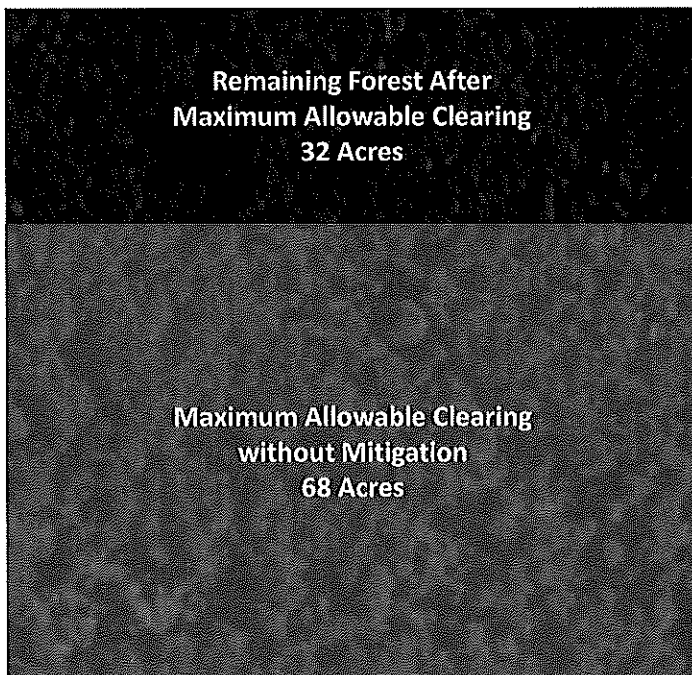 Remaining Forest After
Maximum Allowable Clearing
32 Acres
Maximum Allowable Clearing
without Mitigation
68 Acres